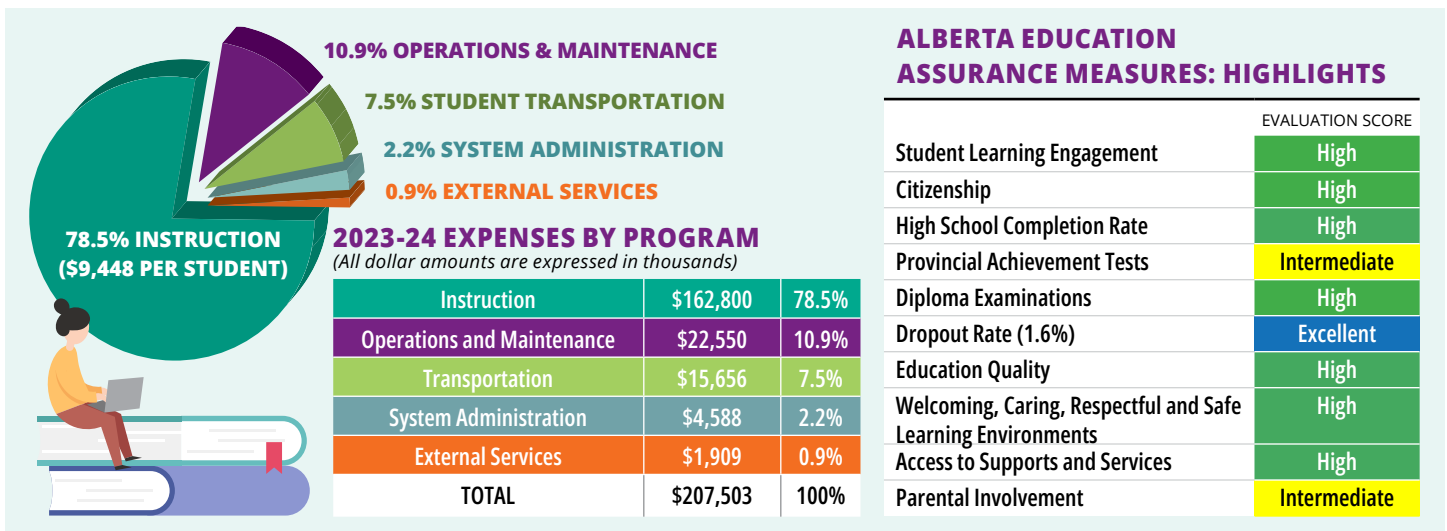 10.9% OPERATIONS & MAINTENANCE
7.5% STUDENT TRANSPORTATION
2.2% SYSTEM ADMINISTRATION
0.9% EXTERNAL SERVICES
78.5% INSTRUCTION
($9,448 PER STUDENT)
2023-24 EXPENSES BY PROGRAM
(All dollar amounts are expressed in thousands)
Instruction $162,800 78.5%
Operations and Maintenance $22,550 10.9%
Transportation $15,656 7.5%
System Administration $4,588 2.2%
External Services $1,909 0.9%
TOTAL $207,503 100%
ALBERTA EDUCATION
ASSURANCE MEASURES: HIGHLIGHTS
EVALUATION SCORE
Student Learning Engagement High
Citizenship High
High School Completion Rate High
Provincial Achievement Tests Intermediate
Diploma Examinations High
Dropout Rate (1.6%) Excellent
Education Quality High
Welcoming, Caring, Respectful and Safe High
Learning Environments
Access to Supports and Services High
Parental Involvement Intermediate